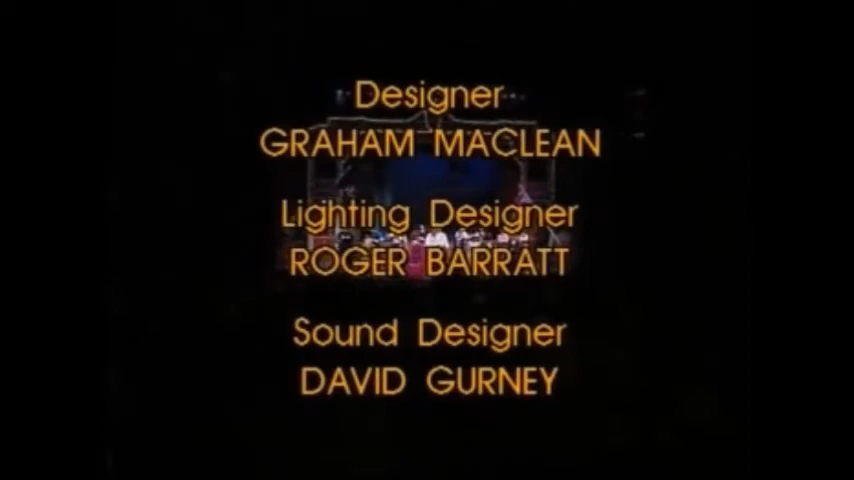 Designer
GRAHAM MACLEAN
Lighting Designer
ROGER BARRATT
Sound Designer
DAVID GURNEY